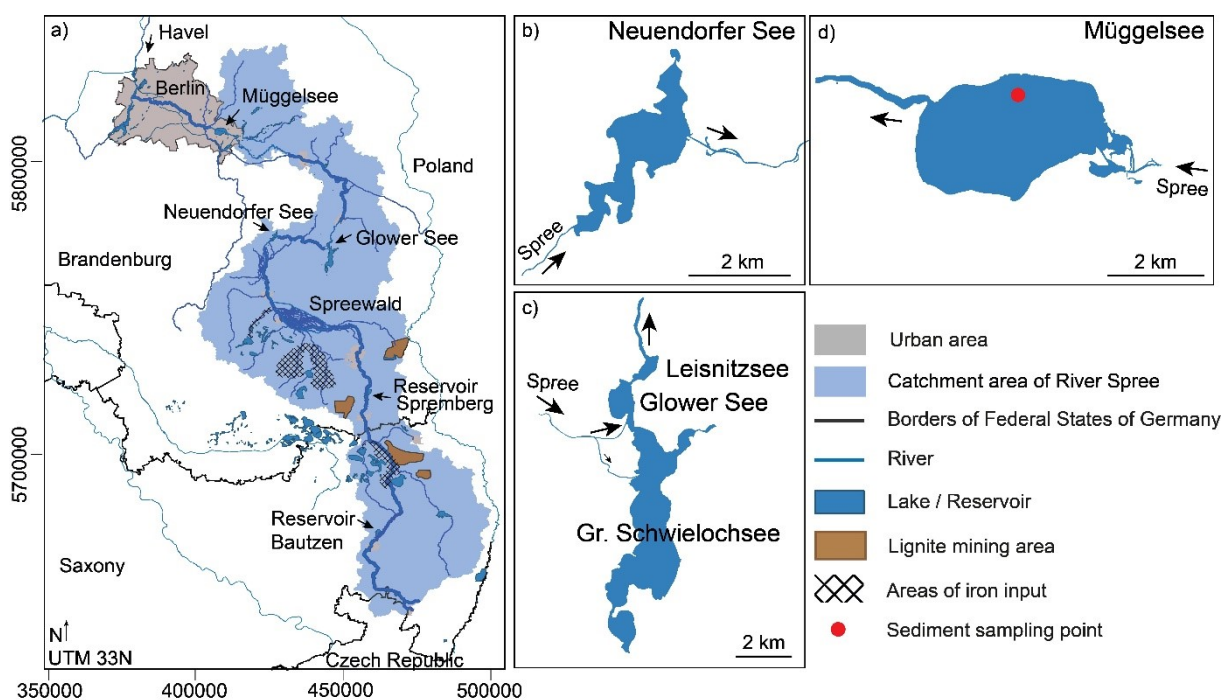 a)
Havel
Berlin
Müggelsee
Poland
Neuendorfer See
Glower See
Brandenburg
Spreewald
Reservoir
Spremberg
Reservoir
Bautzen
Saxony
N
UTM 33N
Czech Republic
5800000
5700000
350000 400000 450000 500000
b) Neuendorfer See
Spree
2 km
c)
Leisnitzsee
Spree
Glower See
Gr. Schwielochsee
2 km
d) Müggelsee
Spree
2 km
Urban area
Catchment area of River Spree
Borders of Federal States of Germany
River
Lake / Reservoir
Lignite mining area
Areas of iron input
Sediment sampling point